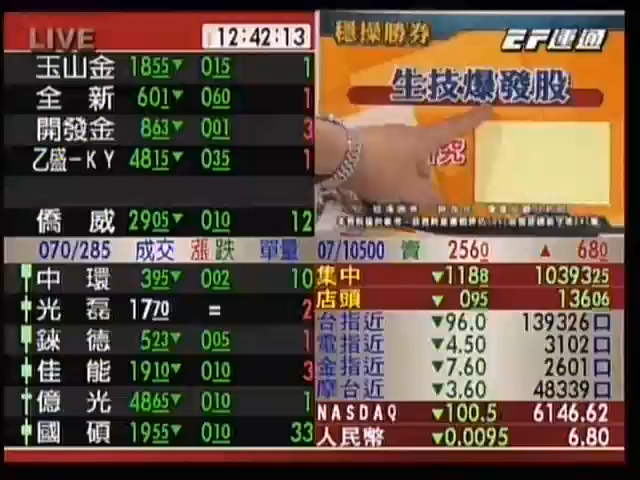 LIVE 12:42:13
玉山金 1855▼ 015 1
全新 601▼ 060 1
開發金 863▼ 001 3
乙盛-KY 4815▼ 035 1
僑威 2905▼ 010 12
070/285 成交 漲跌 單量
中環 395▼ 002 10
光磊 1770 = 2
錸德 523▼ 005 1
佳能 1910▼ 010 3
億光 4865▼ 010 1
國碩 1955▼ 010 33
穩操勝券 EF運通
生技爆發股
究
07/10500 賣 2560 ▲ 680
集中 ▼1188 1039325
店頭 ▼ 095 13606
台指近 ▼96.0 139326口
電指近 ▼4.50 3102口
金指近 ▼7.60 2601口
摩台近 ▼3.60 48339口
NASDAQ ▼100.5 6146.62
人民幣 ▼0.0095 6.80